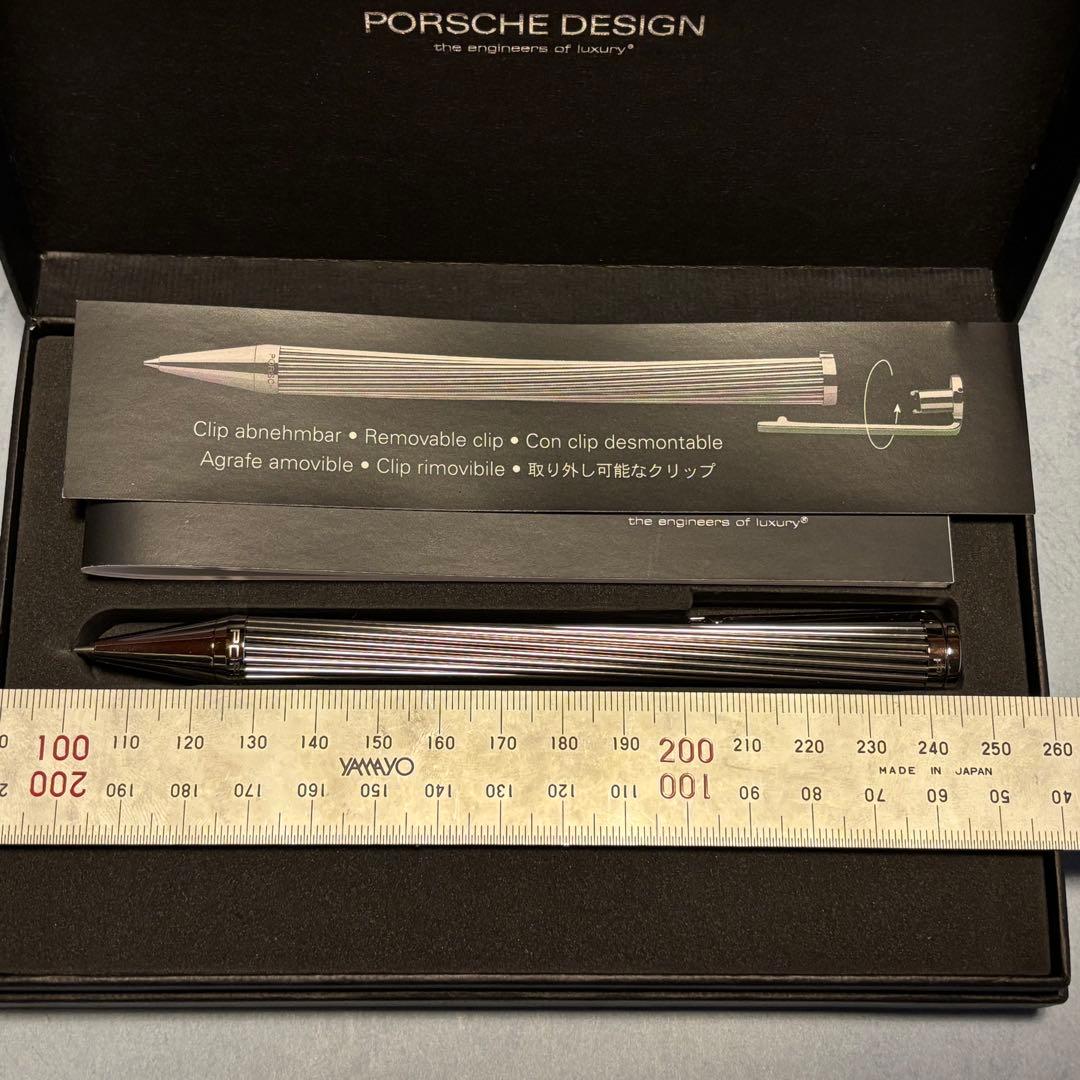 PORSCHE DESIGN
the engineers of luxury®
PORSC
Clip abnehmbar • Removable clip • Con clip desmontable
Agrafe amovible • Clip rimovibile • 取り外し可能なクリップ
the engineers of luxury®
0 100 110 120 130 140 150 160 170 180 190 200 210 220 230 240 250 260
YAMAYO
MADE IN JAPAN
200 190 180 170 160 150 140 130 120 110 100 90 80 70 60 50 40